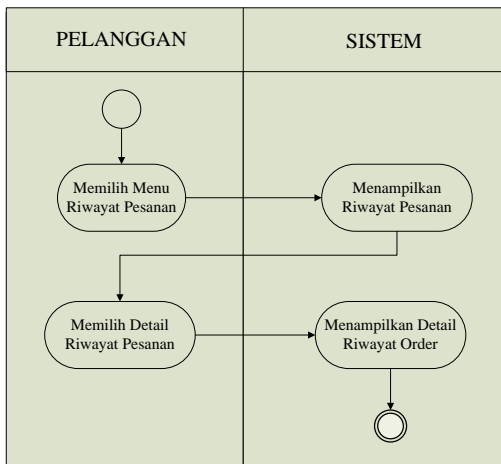 PELANGGAN
SISTEM
Memilih Menu
Riwayat Pesanan
Menampilkan
Riwayat Pesanan
Memilih Detail
Riwayat Pesanan
Menampilkan Detail
Riwayat Order